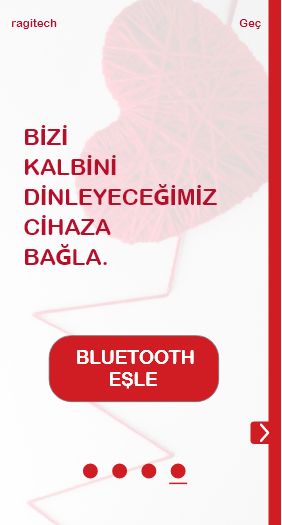 ragitech
Geç
BİZİ
KALBİNİ
DİNLEYECEĞİMİZ
CİHAZA
BAĞLA.
BLUETOOTH
EŞLE